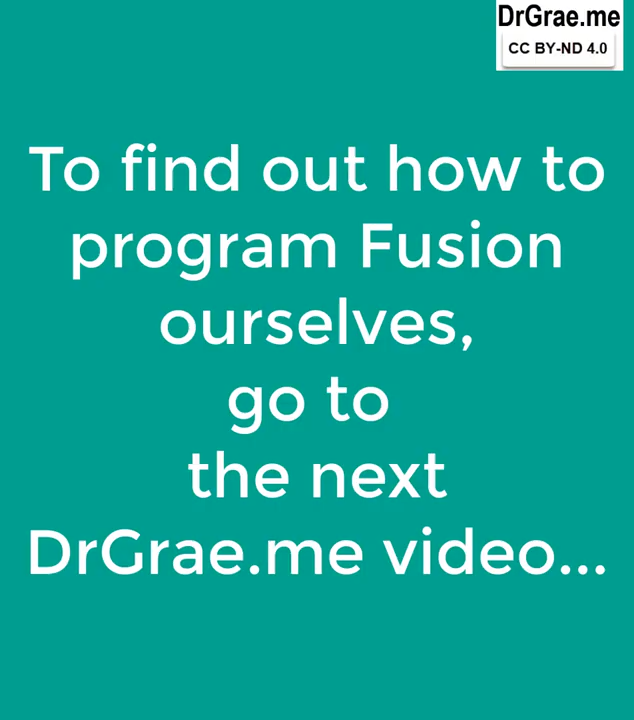 DrGrae.me
CC BY-ND 4.0
To find out how to
program Fusion
ourselves,
go to
the next
DrGrae.me video...